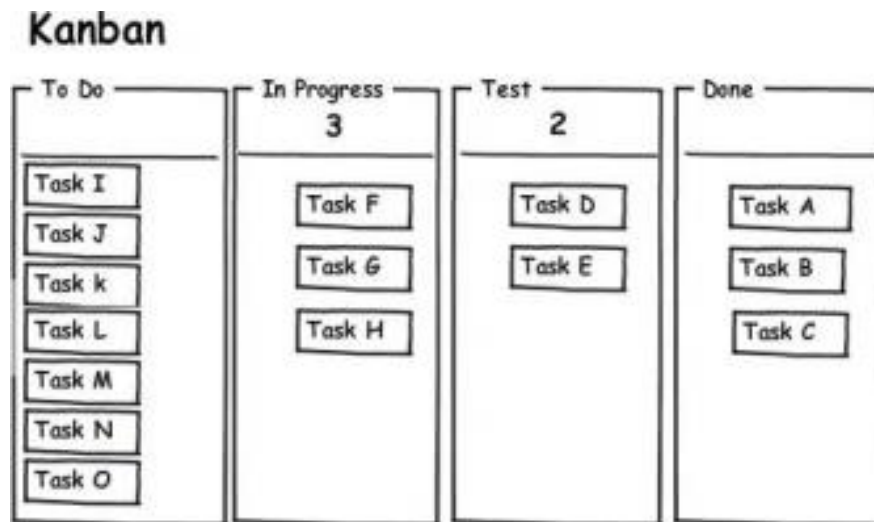 Kanban
To Do
Task I
Task J
Task k
Task L
Task M
Task N
Task O
In Progress
3
Task F
Task G
Task H
Test
2
Task D
Task E
Done
Task A
Task B
Task C